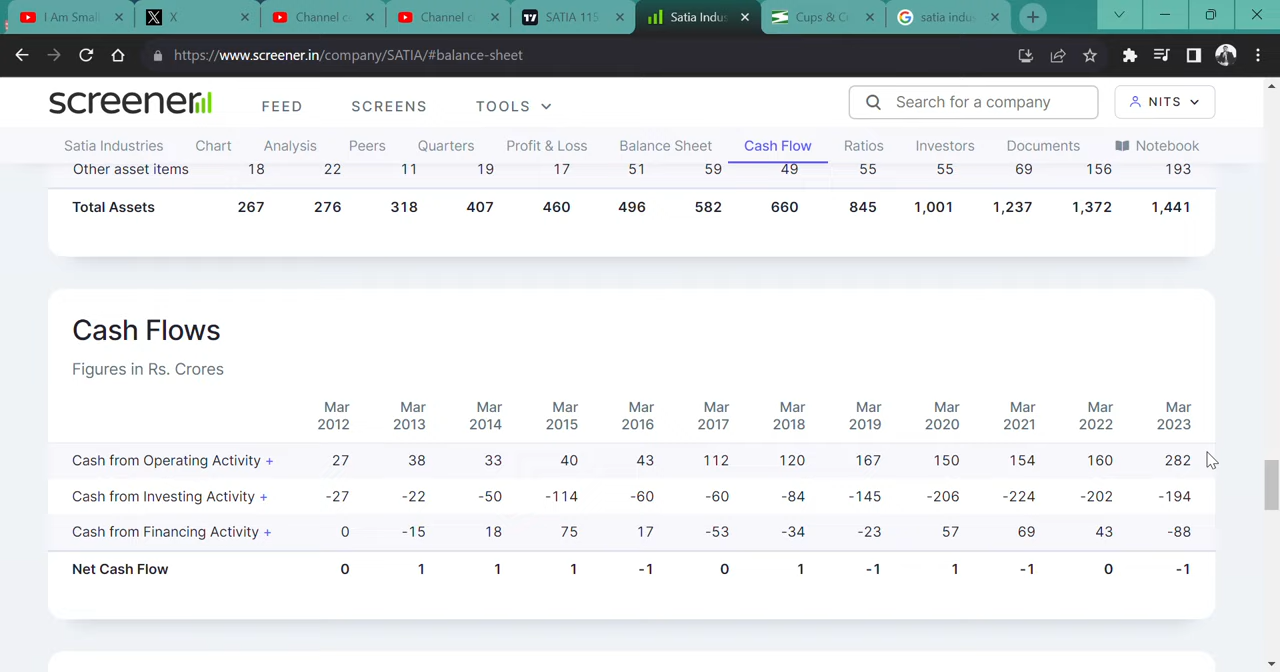 I Am Smal
X
Channel c
Channel c
SATIA 115
Satia Indus
Cups & C
satia indus
https://www.screener.in/company/SATIA/#balance-sheet
screener
FEED
SCREENS
TOOLS
Search for a company
NITS
Satia Industries
Chart
Analysis
Peers
Quarters
Profit & Loss
Balance Sheet
Cash Flow
Ratios
Investors
Documents
Notebook
Other asset items 18 22 11 19 17 51 59 49 55 55 69 156 193
Total Assets 267 276 318 407 460 496 582 660 845 1,001 1,237 1,372 1,441
Cash Flows
Figures in Rs. Crores
Mar Mar Mar Mar Mar Mar Mar Mar Mar Mar Mar Mar
2012 2013 2014 2015 2016 2017 2018 2019 2020 2021 2022 2023
Cash from Operating Activity + 27 38 33 40 43 112 120 167 150 154 160 282
Cash from Investing Activity + -27 -22 -50 -114 -60 -60 -84 -145 -206 -224 -202 -194
Cash from Financing Activity + 0 -15 18 75 17 -53 -34 -23 57 69 43 -88
Net Cash Flow 0 1 1 1 -1 0 1 -1 1 -1 0 -1